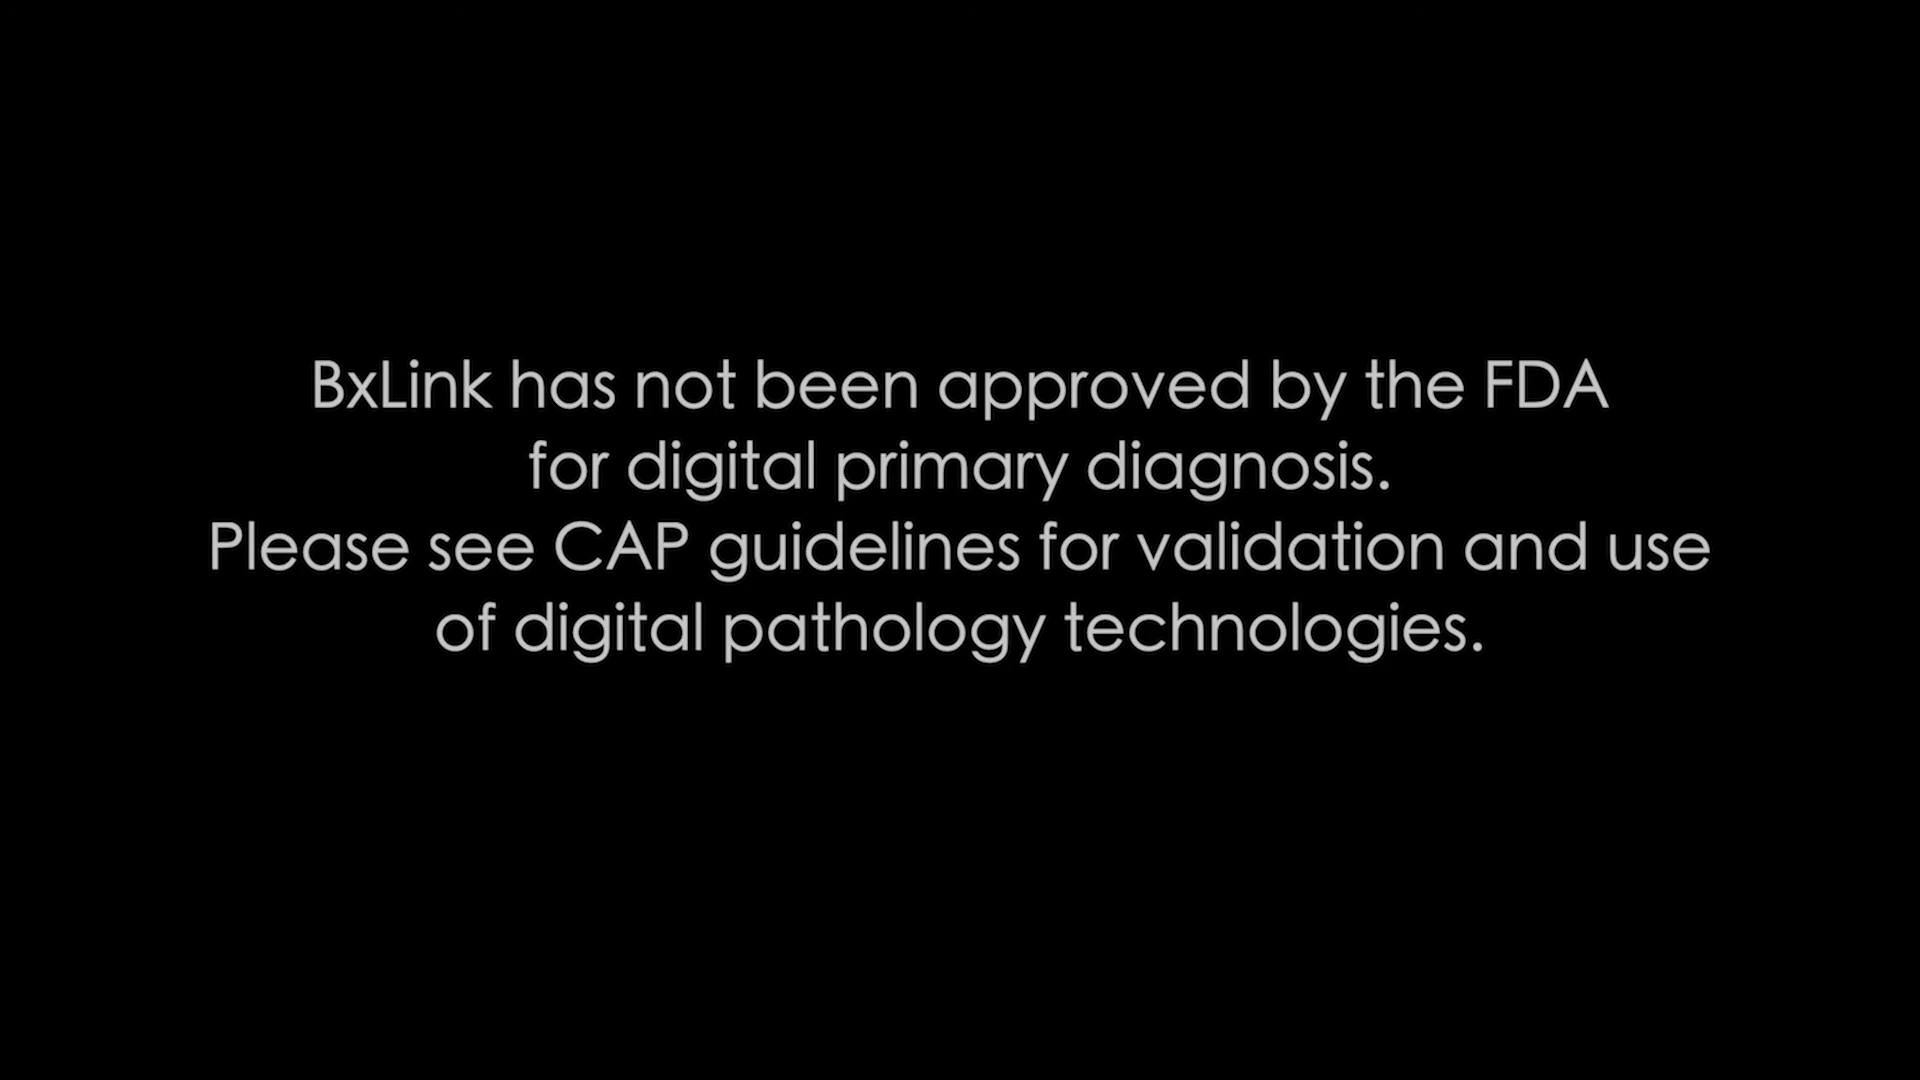 BxLink has not been approved by the FDA
for digital primary diagnosis.
Please see CAP guidelines for validation and use
of digital pathology technologies.